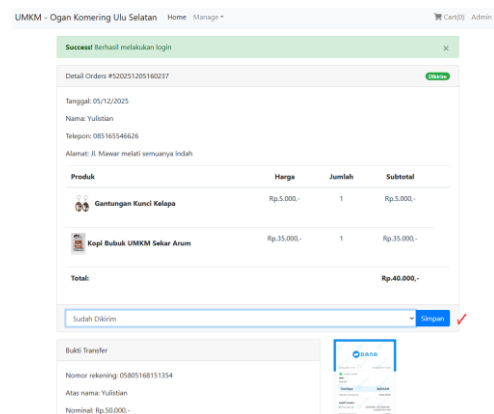 UMKM - Ogan Komering Ulu Selatan Home Manage Cart(0) Admin
Success! Berhasil melakukan login ×
Detail Orders #520251205160237 Dikirim
Tanggal: 05/12/2025
Nama: Yulistian
Telepon: 085165546626
Alamat: Jl. Mawar melati semuanya indah
Produk Harga Jumlah Subtotal
Gantungan Kunci Kelapa Rp.5.000,- 1 Rp.5.000,-
Kopi Bubuk UMKM Sekar Arum Rp.35.000,- 1 Rp.35.000,-
Total: Rp.40.000,-
Sudah Dikirim Simpan
Bukti Transfer
DANA
Nomor rekening: 05805168151354
Atas nama: Yulistian
Nominal: Rp.50.000,-